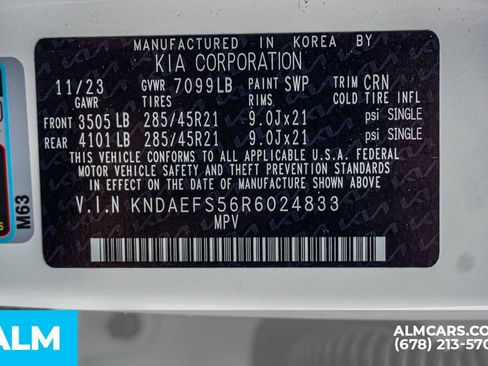 MANUFACTURED IN KOREA BY
KIA CORPORATION
11/23 GVWR 7099LB PAINT SWP TRIM CRN
GAWR TIRES RIMS COLD TIRE INFL
FRONT 3505 LB 285/45R21 9.0Jx21 psi SINGLE
REAR 4101 LB 285/45R21 9.0Jx21 psi SINGLE
THIS VEHICLE CONFORMS TO ALL APPLICABLE U.S.A. FEDERAL
MOTOR VEHICLE SAFETY AND THEFT PREVENTION STANDARDS
IN EFFECT ON THE DATE OF MANUFACTURE SHOWN ABOVE.
V.I.N KNDAEFS56R6024833
MPV
M63
ALM
ALMCARS.CO
(678) 213-570